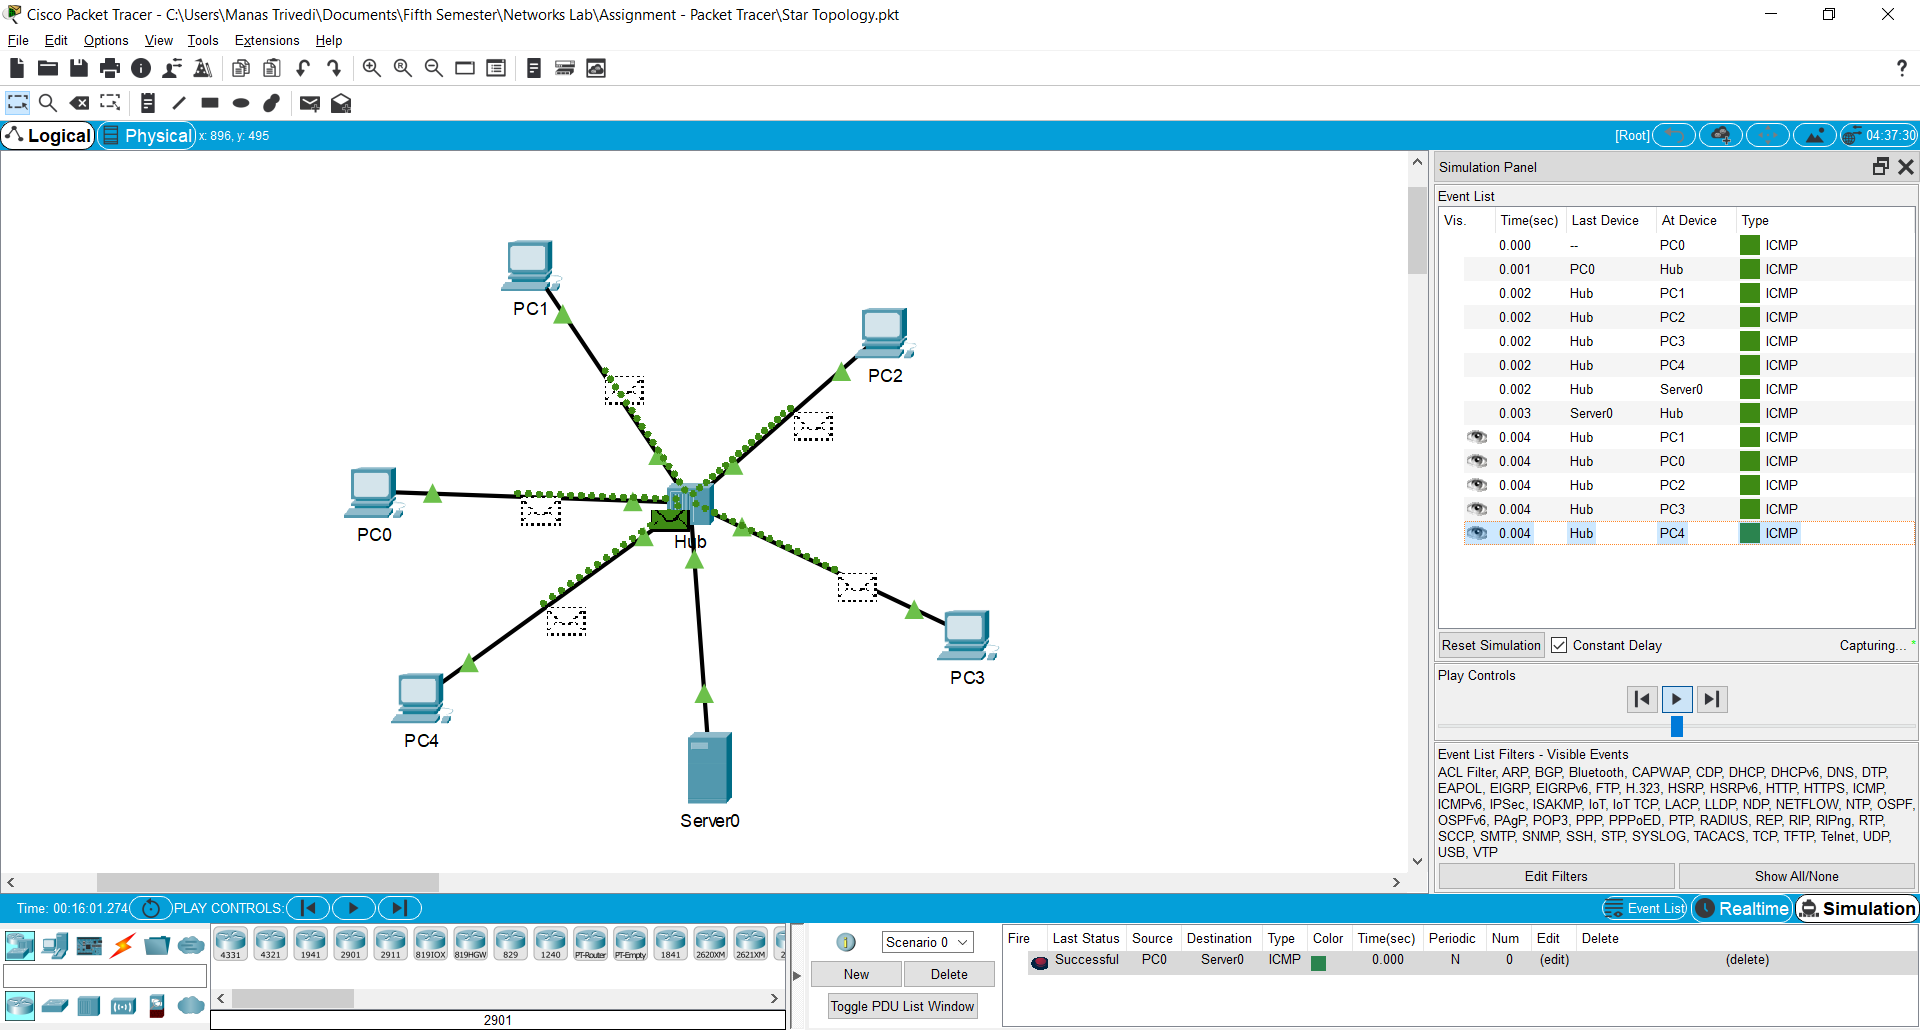 Cisco Packet Tracer - C:\Users\Manas Trivedi\Documents\Fifth Semester\Networks Lab\Assignment - Packet Tracer\Star Topology.pkt
File Edit Options View Tools Extensions Help
?
Logical Physical x: 896, y: 495 [Root] 04:37:30
PC1
PC2
PC0
Hub
PC3
PC4
Server0
Simulation Panel
Event List
Vis. Time(sec) Last Device At Device Type
0.000 -- PC0 ICMP
0.001 PC0 Hub ICMP
0.002 Hub PC1 ICMP
0.002 Hub PC2 ICMP
0.002 Hub PC3 ICMP
0.002 Hub PC4 ICMP
0.002 Hub Server0 ICMP
0.003 Server0 Hub ICMP
0.004 Hub PC1 ICMP
0.004 Hub PC0 ICMP
0.004 Hub PC2 ICMP
0.004 Hub PC3 ICMP
0.004 Hub PC4 ICMP
Reset Simulation Constant Delay Capturing... *
Play Controls
Event List Filters - Visible Events
ACL Filter, ARP, BGP, Bluetooth, CAPWAP, CDP, DHCP, DHCPv6, DNS, DTP,
EAPOL, EIGRP, EIGRPv6, FTP, H.323, HSRP, HSRPv6, HTTP, HTTPS, ICMP,
ICMPv6, IPSec, ISAKMP, IoT, IoT TCP, LACP, LLDP, NDP, NETFLOW, NTP, OSPF,
OSPFv6, PAgP, POP3, PPP, PPPoED, PTP, RADIUS, REP, RIP, RIPng, RTP,
SCCP, SMTP, SNMP, SSH, STP, SYSLOG, TACACS, TCP, TFTP, Telnet, UDP,
USB, VTP
Edit Filters Show All/None
Time: 00:16:01.274 PLAY CONTROLS: Event List Realtime Simulation
4331 4321 1941 2901 2911 819IOX 819HGW 829 1240 PT-Router PT-Empty 1841 2620XM 2621XM 2
2901
Scenario 0
New Delete
Toggle PDU List Window
Fire Last Status Source Destination Type Color Time(sec) Periodic Num Edit Delete
Successful PC0 Server0 ICMP 0.000 N 0 (edit) (delete)